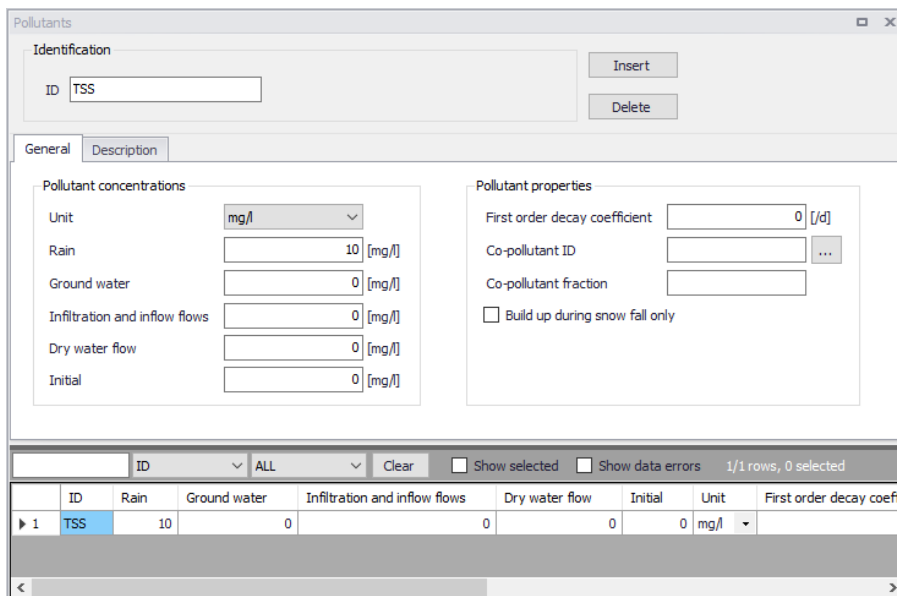 Pollutants
Identification
ID TSS
Insert
Delete
General Description
Pollutant concentrations
Unit mg/l
Rain 10 [mg/l]
Ground water 0 [mg/l]
Infiltration and inflow flows 0 [mg/l]
Dry water flow 0 [mg/l]
Initial 0 [mg/l]
Pollutant properties
First order decay coefficient 0 [/d]
Co-pollutant ID ...
Co-pollutant fraction
Build up during snow fall only
ID ALL Clear Show selected Show data errors 1/1 rows, 0 selected
ID Rain Ground water Infiltration and inflow flows Dry water flow Initial Unit First order decay coeff
1 TSS 10 0 0 0 0 mg/l